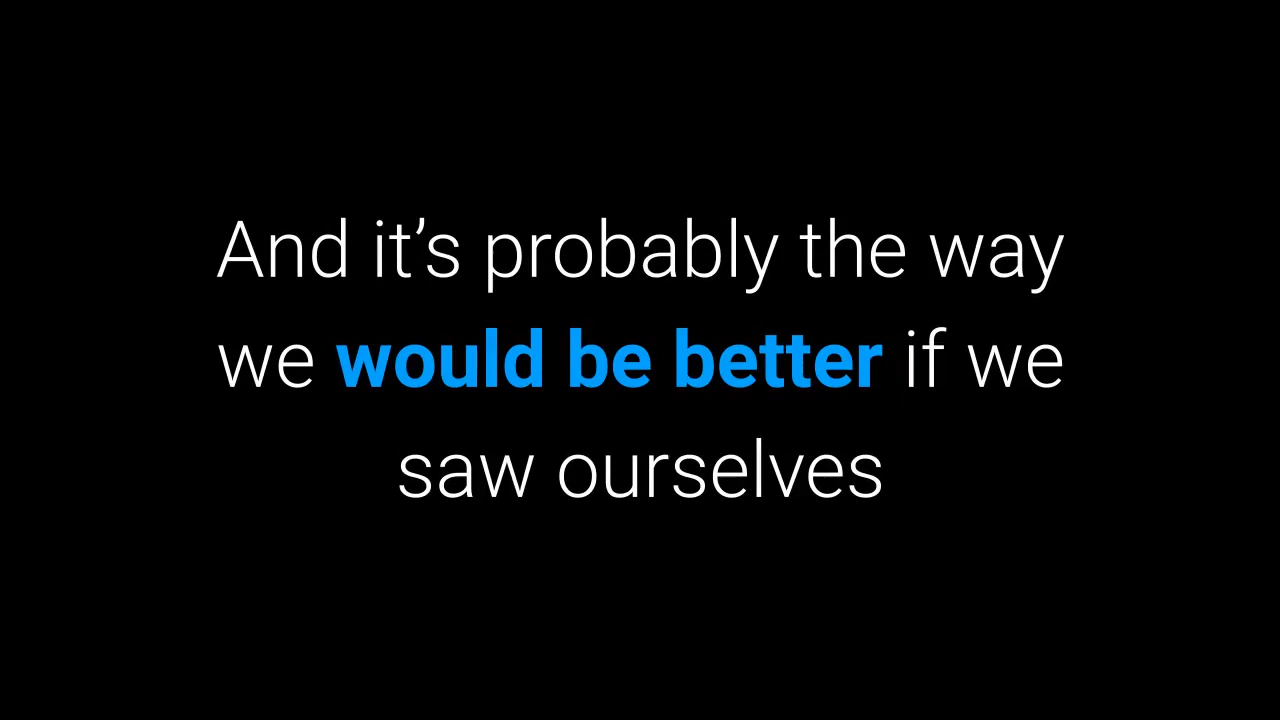 And it’s probably the way
we would be better if we
saw ourselves